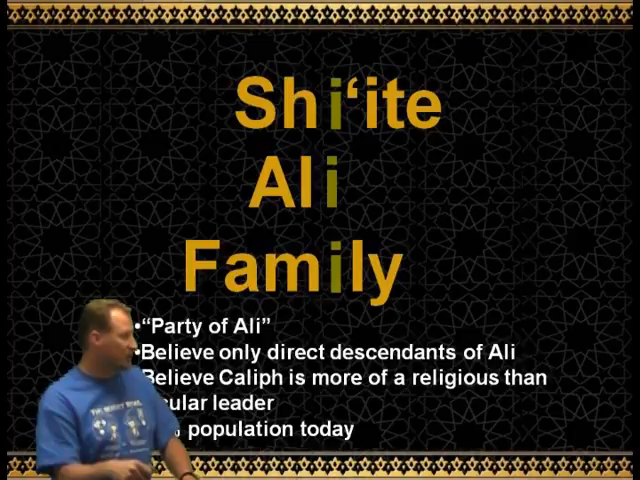 Shi‘ite
Ali
Family
•“Party of Ali”
•Believe only direct descendants of Ali
Believe Caliph is more of a religious than
leader
population today